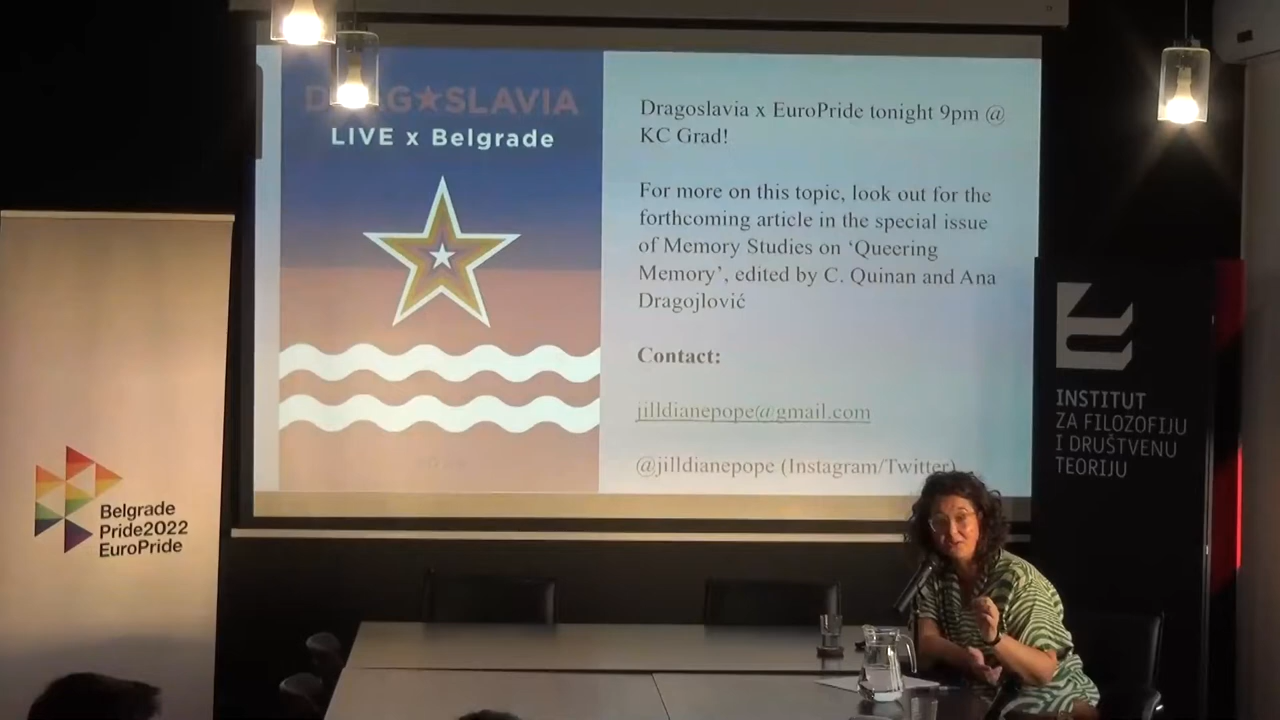 DRAG★SLAVIA
LIVE x Belgrade
Dragoslavia x EuroPride tonight 9pm @
KC Grad!
For more on this topic, look out for the
forthcoming article in the special issue
of Memory Studies on ‘Queering
Memory’, edited by C. Quinan and Ana
Dragojlović
Contact:
jilldianepope@gmail.com
@jilldianepope (Instagram/Twitter)
Belgrade
Pride2022
EuroPride
INSTITUT
ZA FILOZOFIJU
I DRUŠTVENU
TEORIJU